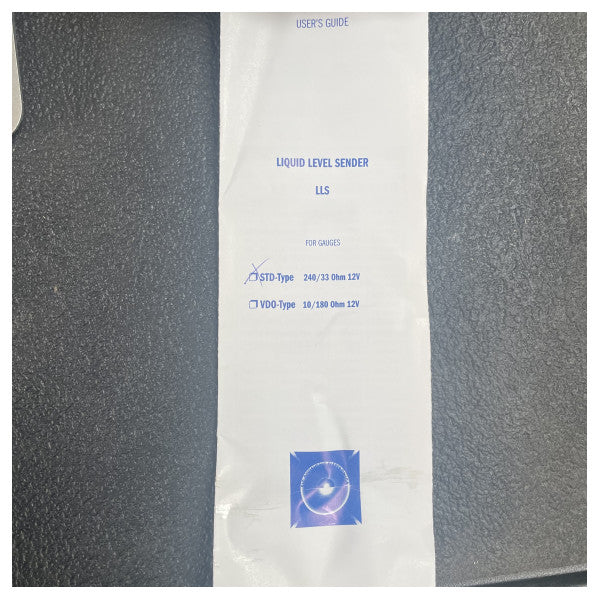 USER'S GUIDE
LIQUID LEVEL SENDER
LLS
FOR GAUGES
STD-Type 240/33 Ohm 12V
VDO-Type 10/180 Ohm 12V